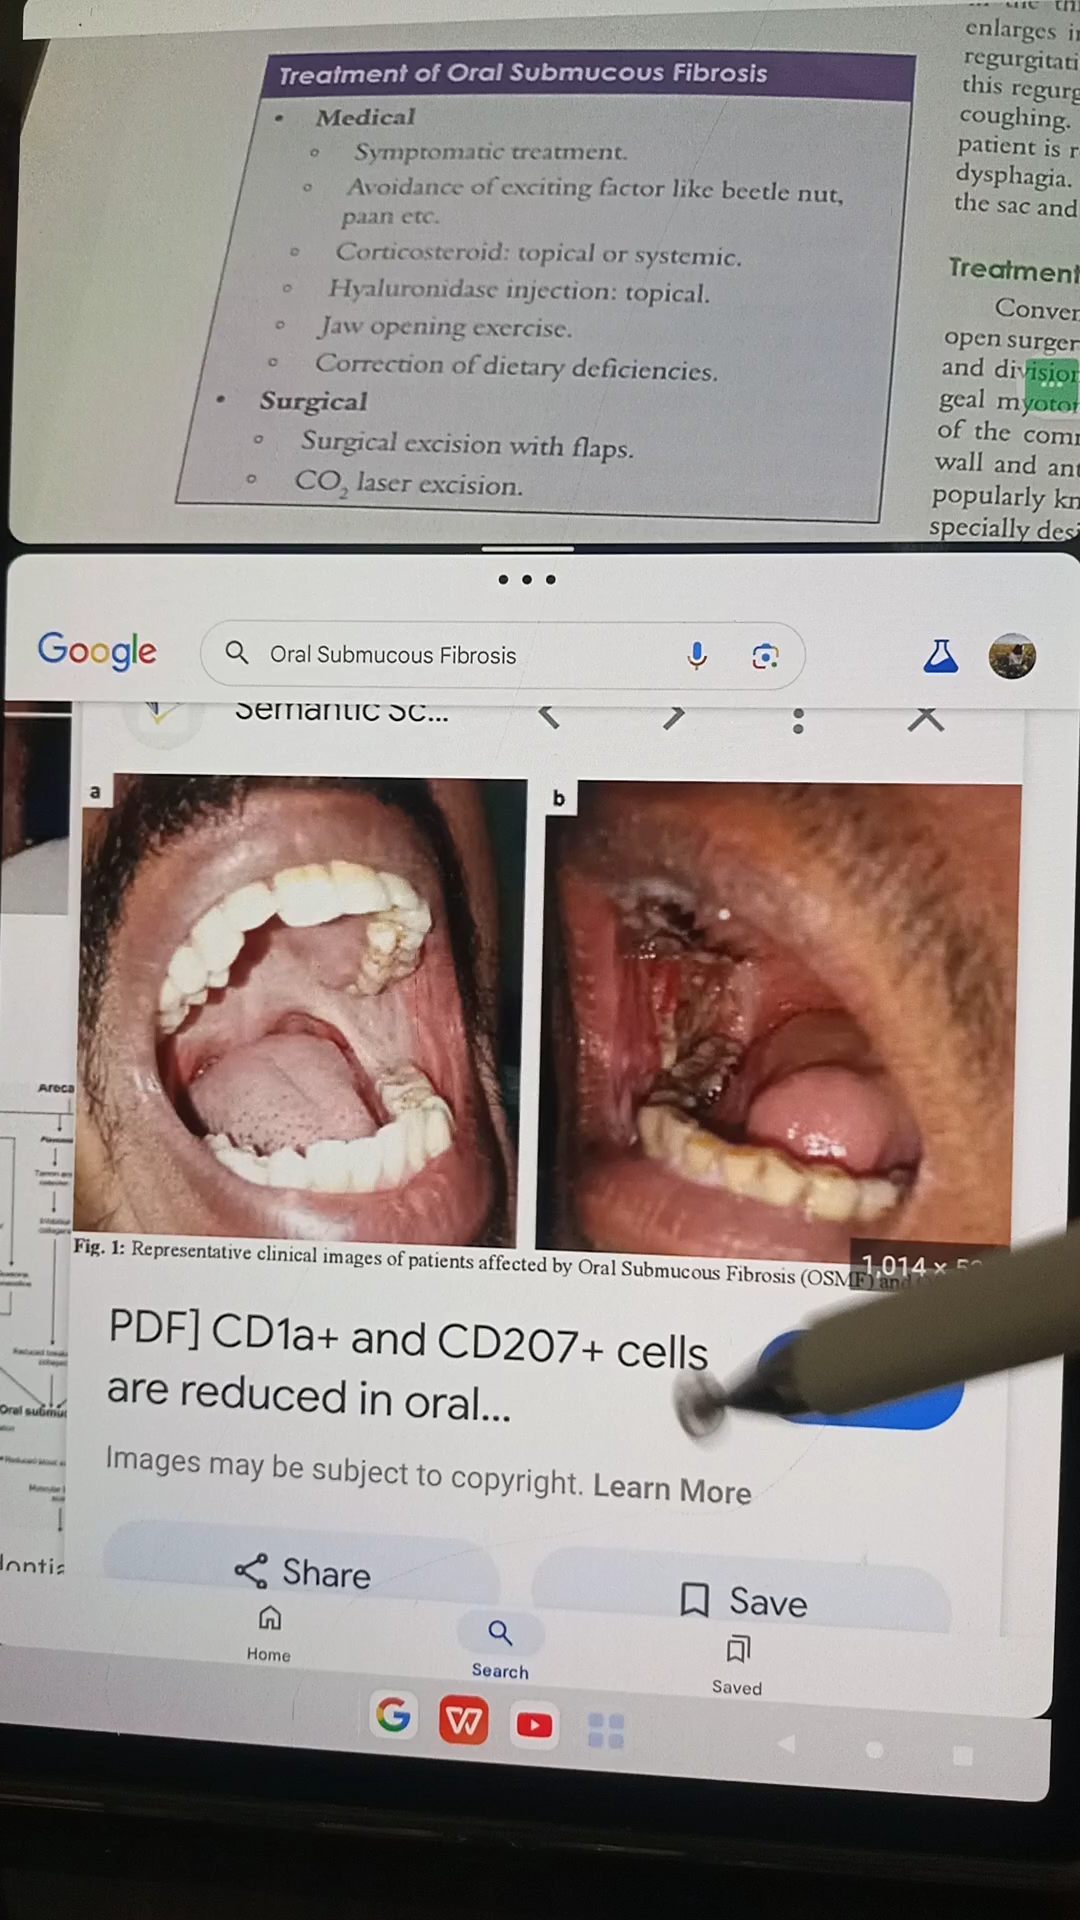 enlarges
regurgitati
this regurg
coughing.
patient is r
dysphagia.
the sac and
Treatment of Oral Submucous Fibrosis
• Medical
◦ Symptomatic treatment.
◦ Avoidance of exciting factor like beetle nut,
paan etc.
◦ Corticosteroid: topical or systemic.
◦ Hyaluronidase injection: topical.
◦ Jaw opening exercise.
◦ Correction of dietary deficiencies.
• Surgical
◦ Surgical excision with flaps.
◦ CO₂ laser excision.
Treatment
Conver
open surger
and division
geal myotor
of the com
wall and ant
popularly kn
specially des
Google
Oral Submucous Fibrosis
Semantic Sc...
a
b
Areca
Fig. 1: Representative clinical images of patients affected by Oral Submucous Fibrosis (OSMF) and
1,014 ×
PDF] CD1a+ and CD207+ cells
are reduced in oral...
Images may be subject to copyright. Learn More
Oral submuc
Share
Save
Home
Search
Saved